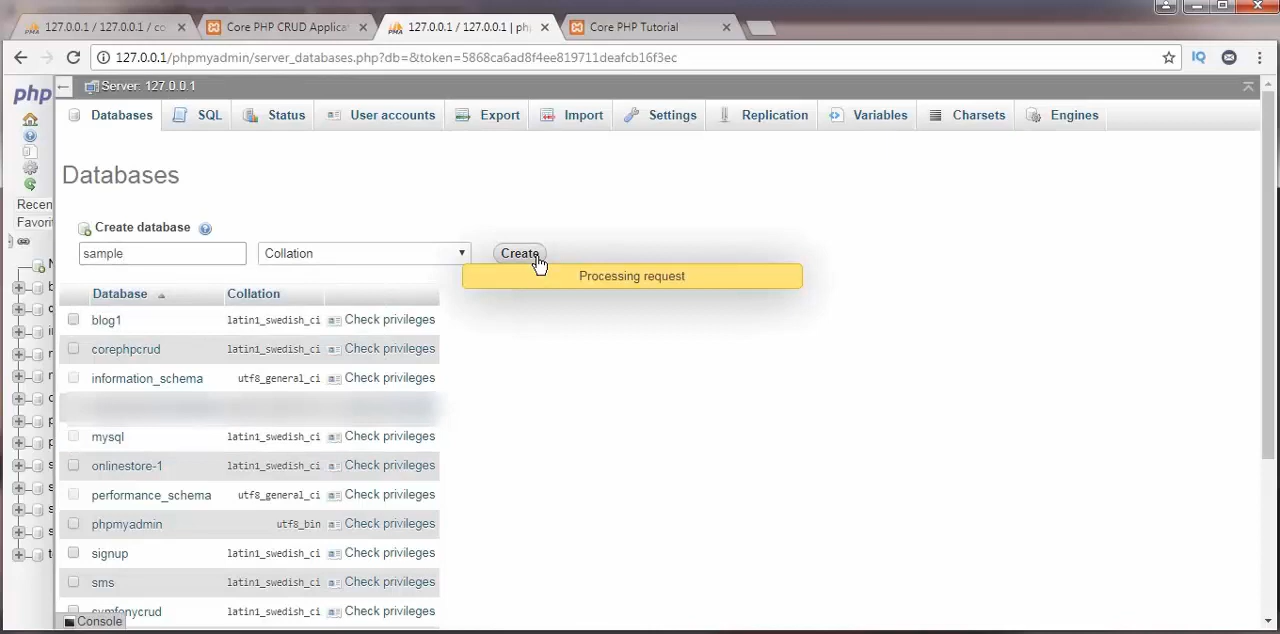 127.0.0.1 / 127.0.0.1 / co
Core PHP CRUD Applica
127.0.0.1 / 127.0.0.1 | ph
Core PHP Tutorial
127.0.0.1/phpmyadmin/server_databases.php?db=&token=5868ca6ad8f4ee819711deafcb16f3ec
IQ
php
Server: 127.0.0.1
Databases
SQL
Status
User accounts
Export
Import
Settings
Replication
Variables
Charsets
Engines
Databases
Recen
Favorit
Create database
sample
Collation
Create
Processing request
Database
Collation
blog1 latin1_swedish_ci Check privileges
corephpcrud latin1_swedish_ci Check privileges
information_schema utf8_general_ci Check privileges
mysql latin1_swedish_ci Check privileges
onlinestore-1 latin1_swedish_ci Check privileges
performance_schema utf8_general_ci Check privileges
phpmyadmin utf8_bin Check privileges
signup latin1_swedish_ci Check privileges
sms latin1_swedish_ci Check privileges
symfonycrud latin1_swedish_ci Check privileges
Console